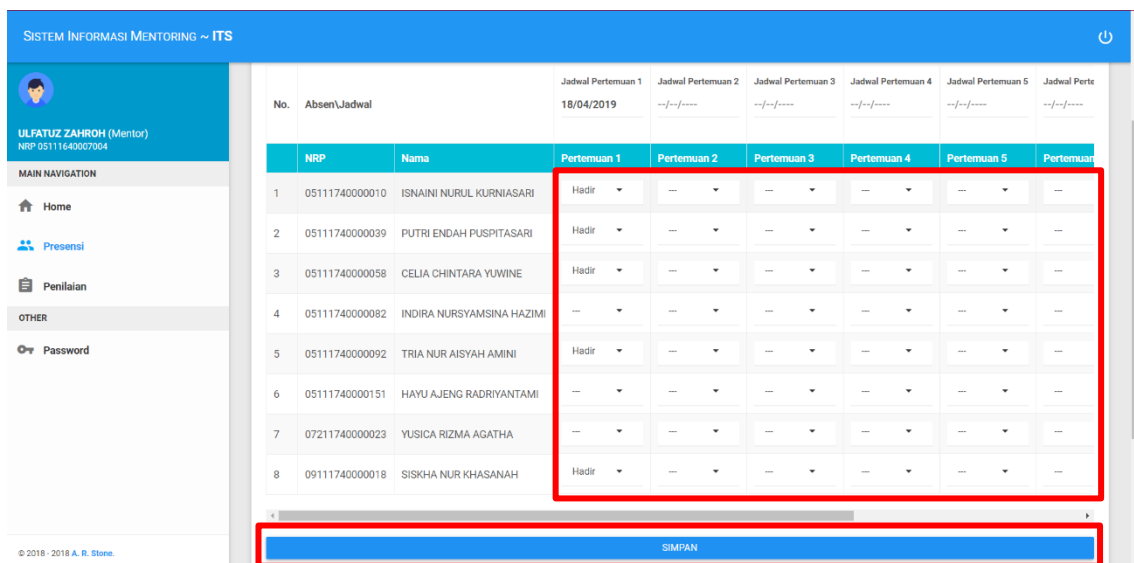 SISTEM INFORMASI MENTORING ~ ITS
ULFATUZ ZAHROH (Mentor)
NRP 05111640007004
MAIN NAVIGATION
Home
Presensi
Penilaian
OTHER
Password
© 2018 - 2018 A. R. Stone.
Jadwal Pertemuan 1 Jadwal Pertemuan 2 Jadwal Pertemuan 3 Jadwal Pertemuan 4 Jadwal Pertemuan 5 Jadwal Perte
No. Absen\Jadwal 18/04/2019 --/--/---- --/--/---- --/--/---- --/--/---- --/--/----
NRP Nama Pertemuan 1 Pertemuan 2 Pertemuan 3 Pertemuan 4 Pertemuan 5 Pertemuan
1 05111740000010 ISNAINI NURUL KURNIASARI Hadir --- --- --- --- ---
2 05111740000039 PUTRI ENDAH PUSPITASARI Hadir --- --- --- --- ---
3 05111740000058 CELIA CHINTARA YUWINE Hadir --- --- --- --- ---
4 05111740000082 INDIRA NURSYAMSINA HAZIMI --- --- --- --- --- ---
5 05111740000092 TRIA NUR AISYAH AMINI Hadir --- --- --- --- ---
6 05111740000151 HAYU AJENG RADRIYANTAMI --- --- --- --- --- ---
7 07211740000023 YUSICA RIZMA AGATHA --- --- --- --- --- ---
8 09111740000018 SISKHA NUR KHASANAH Hadir --- --- --- --- ---
SIMPAN